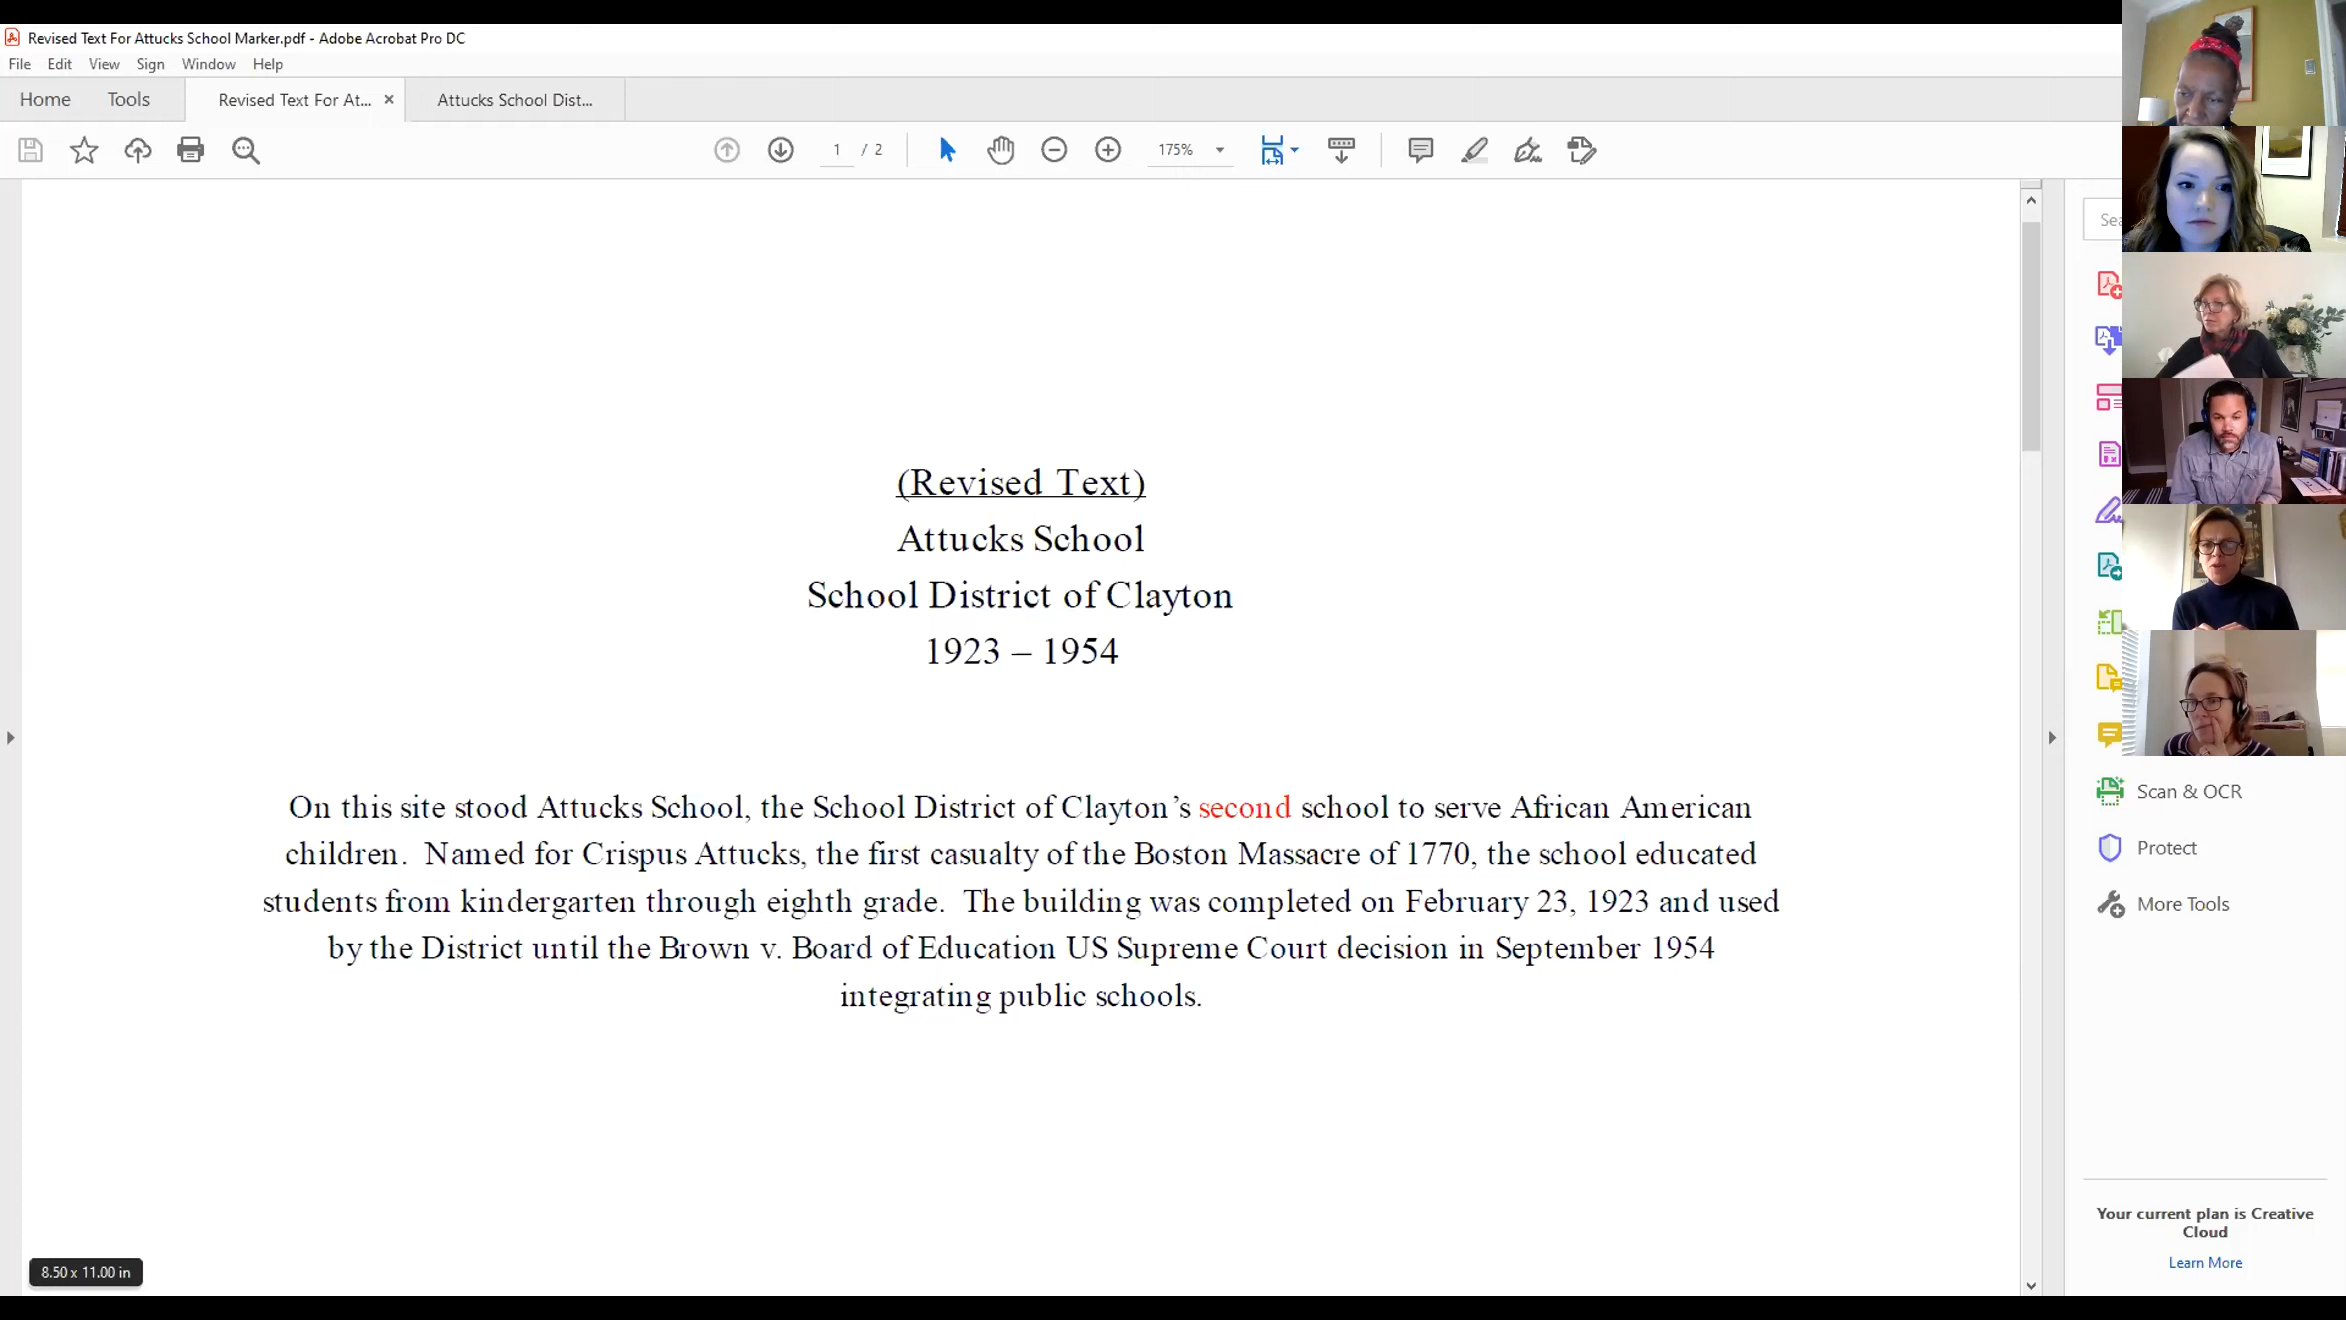 Revised Text For Attucks School Marker.pdf - Adobe Acrobat Pro DC
File Edit View Sign Window Help
Home Tools Revised Text For At... × Attucks School Dist...
1 / 2 175%
(Revised Text)
Attucks School
School District of Clayton
1923 – 1954
On this site stood Attucks School, the School District of Clayton’s second school to serve African American
children. Named for Crispus Attucks, the first casualty of the Boston Massacre of 1770, the school educated
students from kindergarten through eighth grade. The building was completed on February 23, 1923 and used
by the District until the Brown v. Board of Education US Supreme Court decision in September 1954
integrating public schools.
Scan & OCR
Protect
More Tools
Your current plan is Creative
Cloud
Learn More
8.50 x 11.00 in